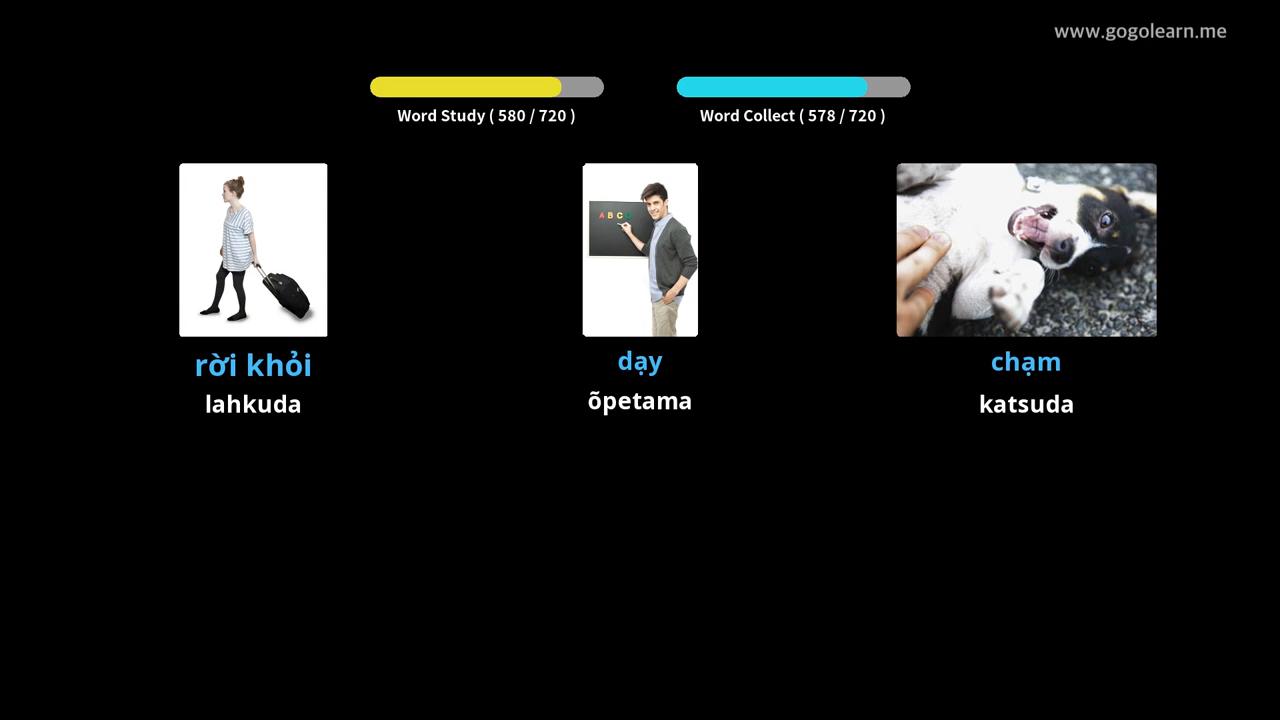 www.gogolearn.me
Word Study ( 580 / 720 )
Word Collect ( 578 / 720 )
A B C
rời khỏi
dạy
chạm
lahkuda
õpetama
katsuda